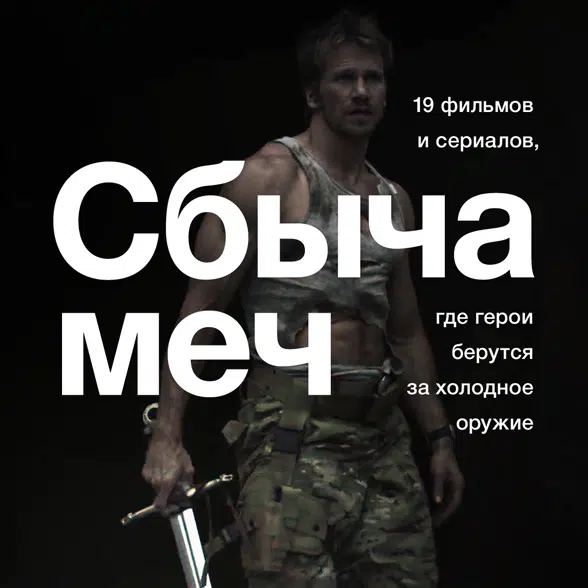 19 фильмов
и сериалов,
Сбыча
меч
где герои
берутся
за холодное
оружие